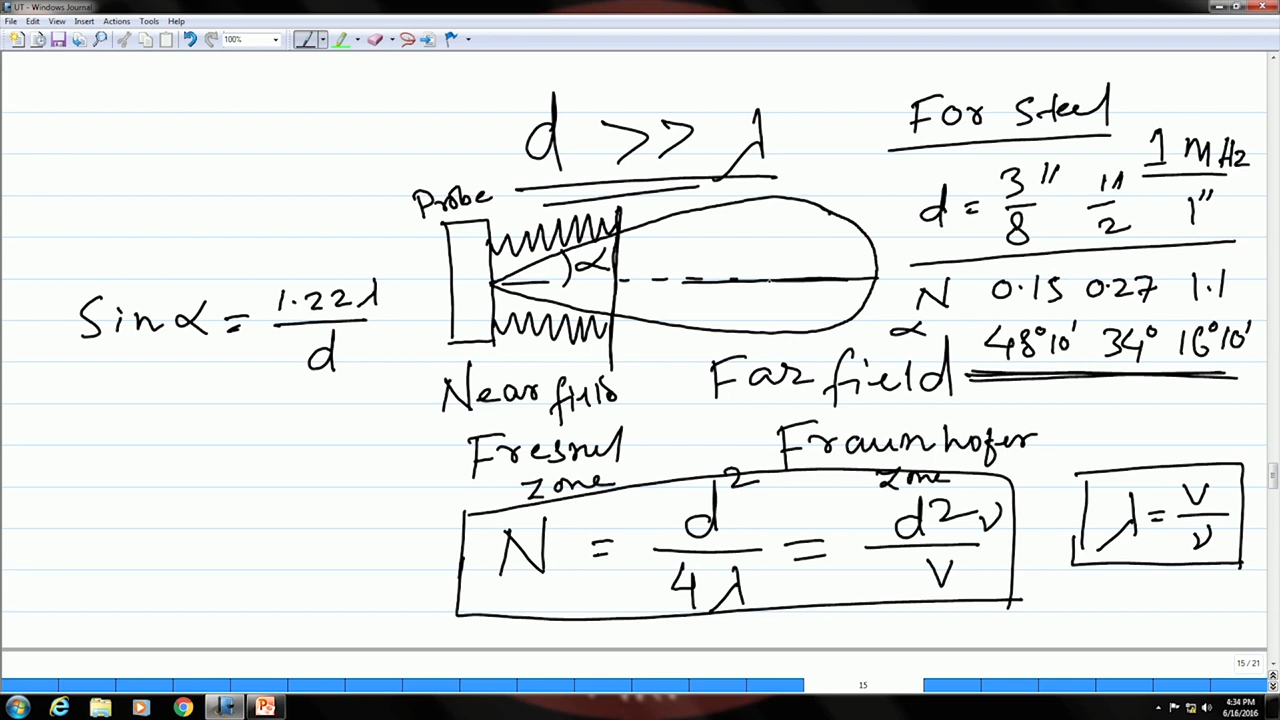 UT - Windows Journal
File Edit View Insert Actions Tools Help
100%
d >> λ
Probe
α
Sin α = 1.22λ / d
Near field
Fresnel
zone
Far field
Fraunhofer
zone
N = d² / 4λ = d2 ν / V
For Steel
1 MHz
d = 3/8" 1/2" 1"
N 0.15 0.27 1.1
α 48°10' 34° 16°10'
λ = V / ν
15 / 21
15
4:34 PM
6/16/2016